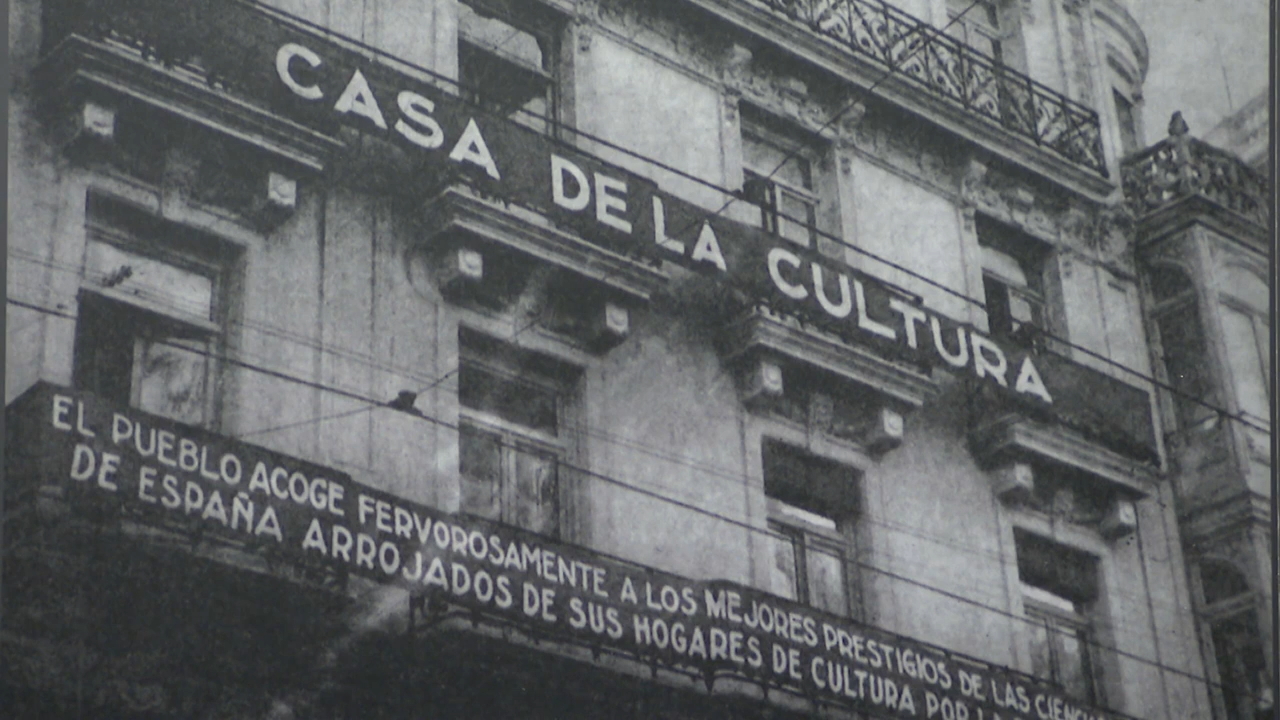 CASA DE LA CULTURA
EL PUEBLO ACOGE FERVOROSAMENTE A LOS MEJORES PRESTIGIOS DE LAS
DE ESPAÑA ARROJADOS DE SUS HOGARES DE CULTURA POR